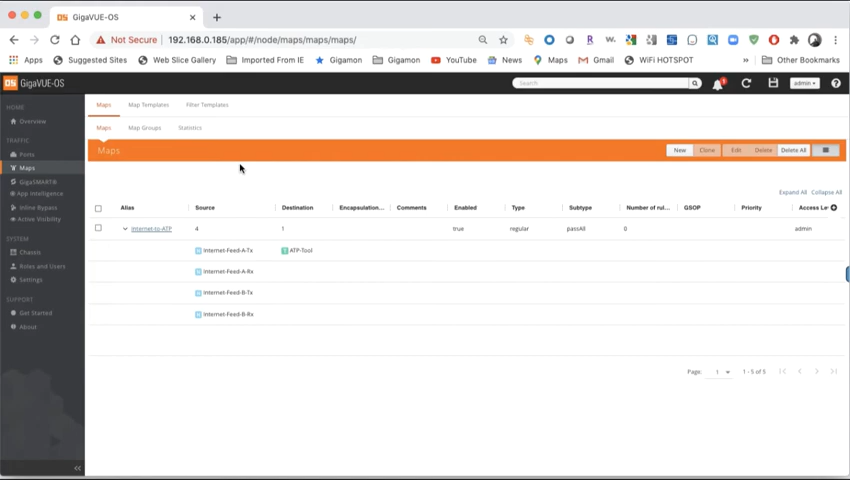 GigaVUE-OS
Not Secure 192.168.0.185/app/#/node/maps/maps/maps/
Apps Suggested Sites Web Slice Gallery Imported From IE Gigamon Gigamon YouTube News Maps Gmail WiFi HOTSPOT Other Bookmarks
GigaVUE-OS
Search
admin
HOME
Overview
TRAFFIC
Ports
Maps
GigaSMART®
App Intelligence
Inline Bypass
Active Visibility
SYSTEM
Chassis
Roles and Users
Settings
SUPPORT
Get Started
About
Maps Map Templates Filter Templates
Maps Map Groups Statistics
Maps
New Clone Edit Delete Delete All
Expand All Collapse All
Alias Source Destination Encapsulation... Comments Enabled Type Subtype Number of rul... GSOP Priority Access Le
Internet-to-ATP 4 1 true regular passAll 0 admin
Internet-Feed-A-Tx ATP-Tool
Internet-Feed-A-Rx
Internet-Feed-B-Tx
Internet-Feed-B-Rx
Page: 1 1 - 5 of 5